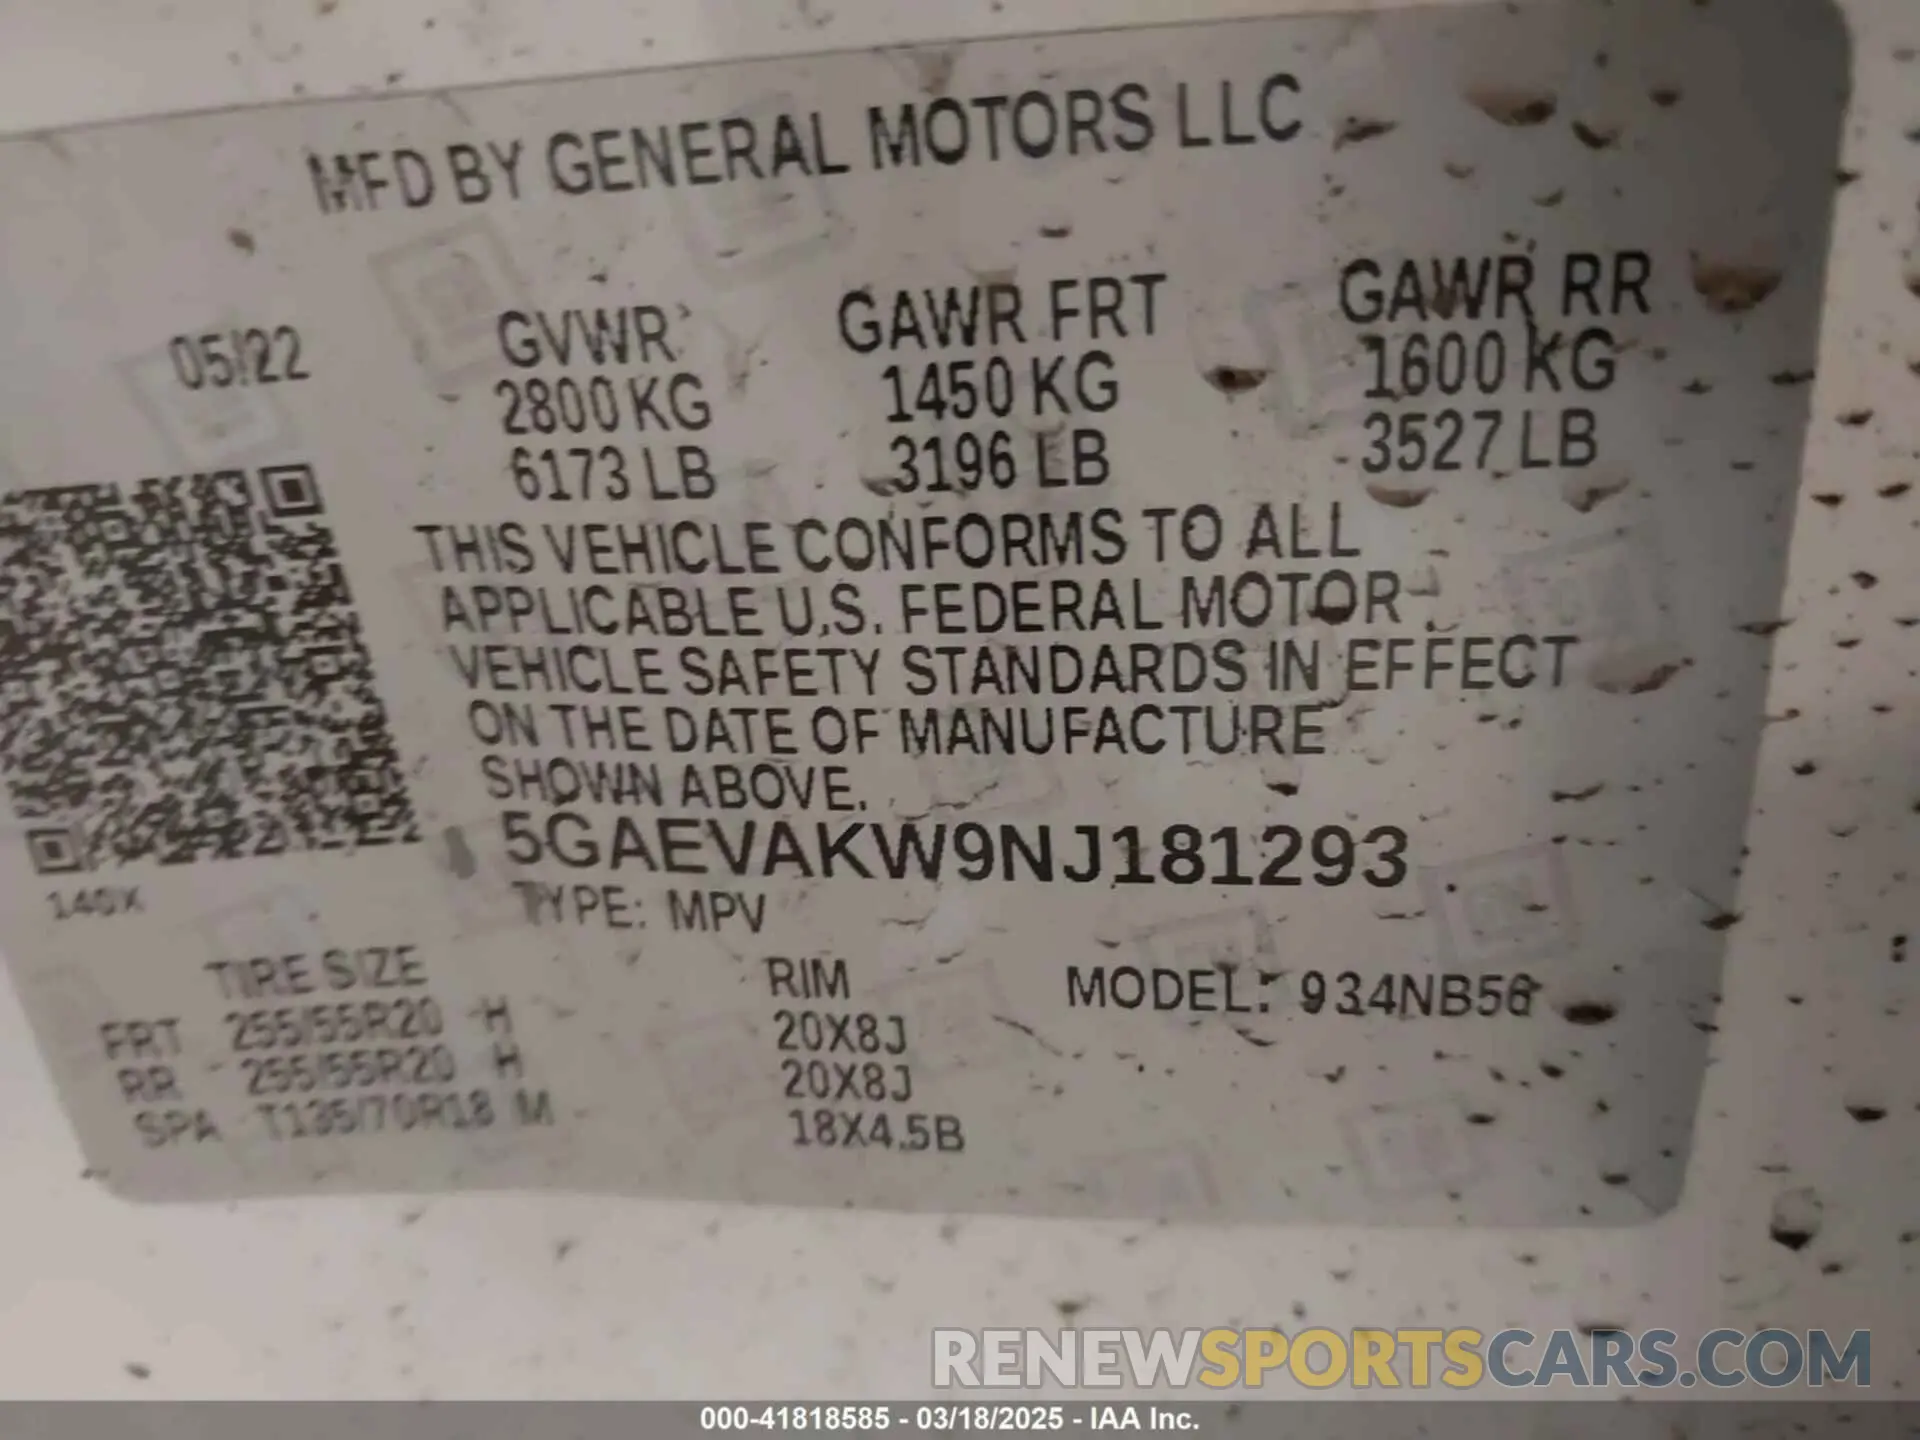 MFD BY GENERAL MOTORS LLC
05/22
GVWR GAWR FRT GAWR RR
2800 KG 1450 KG 1600 KG
6173 LB 3196 LB 3527 LB
THIS VEHICLE CONFORMS TO ALL
APPLICABLE U.S. FEDERAL MOTOR
VEHICLE SAFETY STANDARDS IN EFFECT
ON THE DATE OF MANUFACTURE
SHOWN ABOVE.
5GAEVAKW9NJ181293
140X
TYPE: MPV
TIRE SIZE RIM MODEL: 934NB56
FRT 255/55R20 H 20X8J
RR 255/55R20 H 20X8J
SPA T135/70R18 M 18X4.5B
RENEWSPORTSCARS.COM
000-41818585 - 03/18/2025 - IAA Inc.